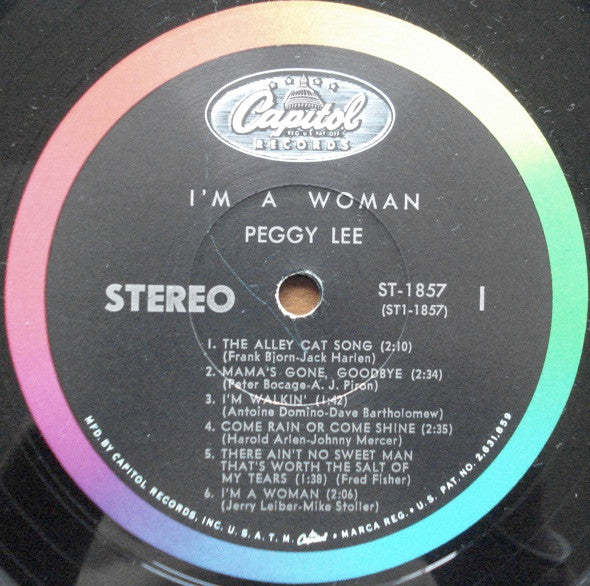 Capitol
REG. U.S. PAT. OFF.
RECORDS
I'M A WOMAN
PEGGY LEE
STEREO
ST-1857
(ST1-1857)
1
1. THE ALLEY CAT SONG (2:10)
(Frank Bjorn-Jack Harlen)
2. MAMA'S GONE, GOODBYE (2:34)
(Peter Bocage-A. J. Piron)
3. I'M WALKIN' (1:42)
(Antoine Domino-Dave Bartholomew)
4. COME RAIN OR COME SHINE (2:35)
(Harold Arlen-Johnny Mercer)
5. THERE AIN'T NO SWEET MAN
THAT'S WORTH THE SALT OF
MY TEARS (1:38) (Fred Fisher)
6. I'M A WOMAN (2:06)
(Jerry Leiber-Mike Stoller)
MFD. BY CAPITOL RECORDS, INC. U. S. A. T. M. Capitol • MARCA REG. • U. S. PAT. NO. 2,631,859